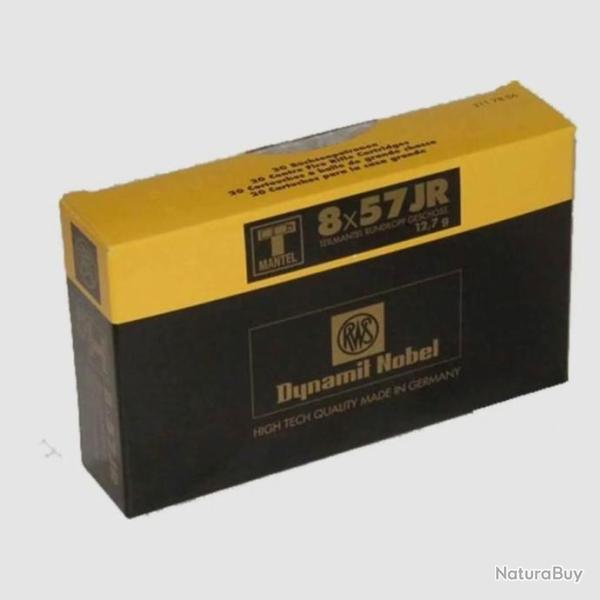 20 Büchsenpatronen
20 Centre Fire Rifle Cartridges
20 Cartouches à balle de grande chasse
20 Cartuchos para la caza grande
T
MANTEL
8x57JR
TEILMANTEL RUNDKOPF GESCHOSS
12,7 g
RWS
Dynamit Nobel
HIGH TECH QUALITY MADE IN GERMANY
NaturaBuy